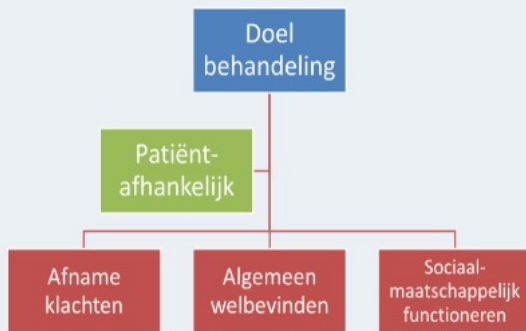 Doel
behandeling
Patiënt-
afhankelijk
Afname
klachten
Algemeen
welbevinden
Sociaal-
maatschappelijk
functioneren